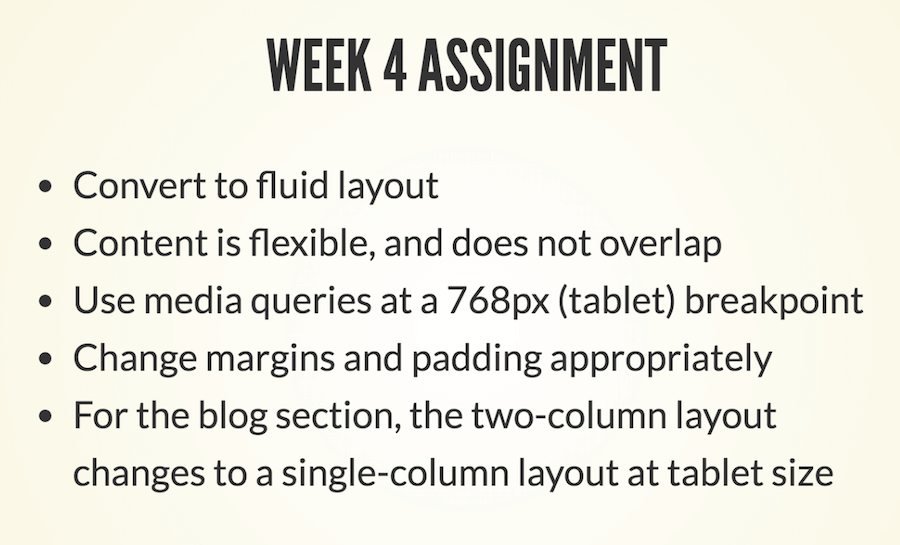 WEEK 4 ASSIGNMENT
• Convert to fluid layout
• Content is flexible, and does not overlap
• Use media queries at a 768px (tablet) breakpoint
• Change margins and padding appropriately
• For the blog section, the two-column layout
changes to a single-column layout at tablet size